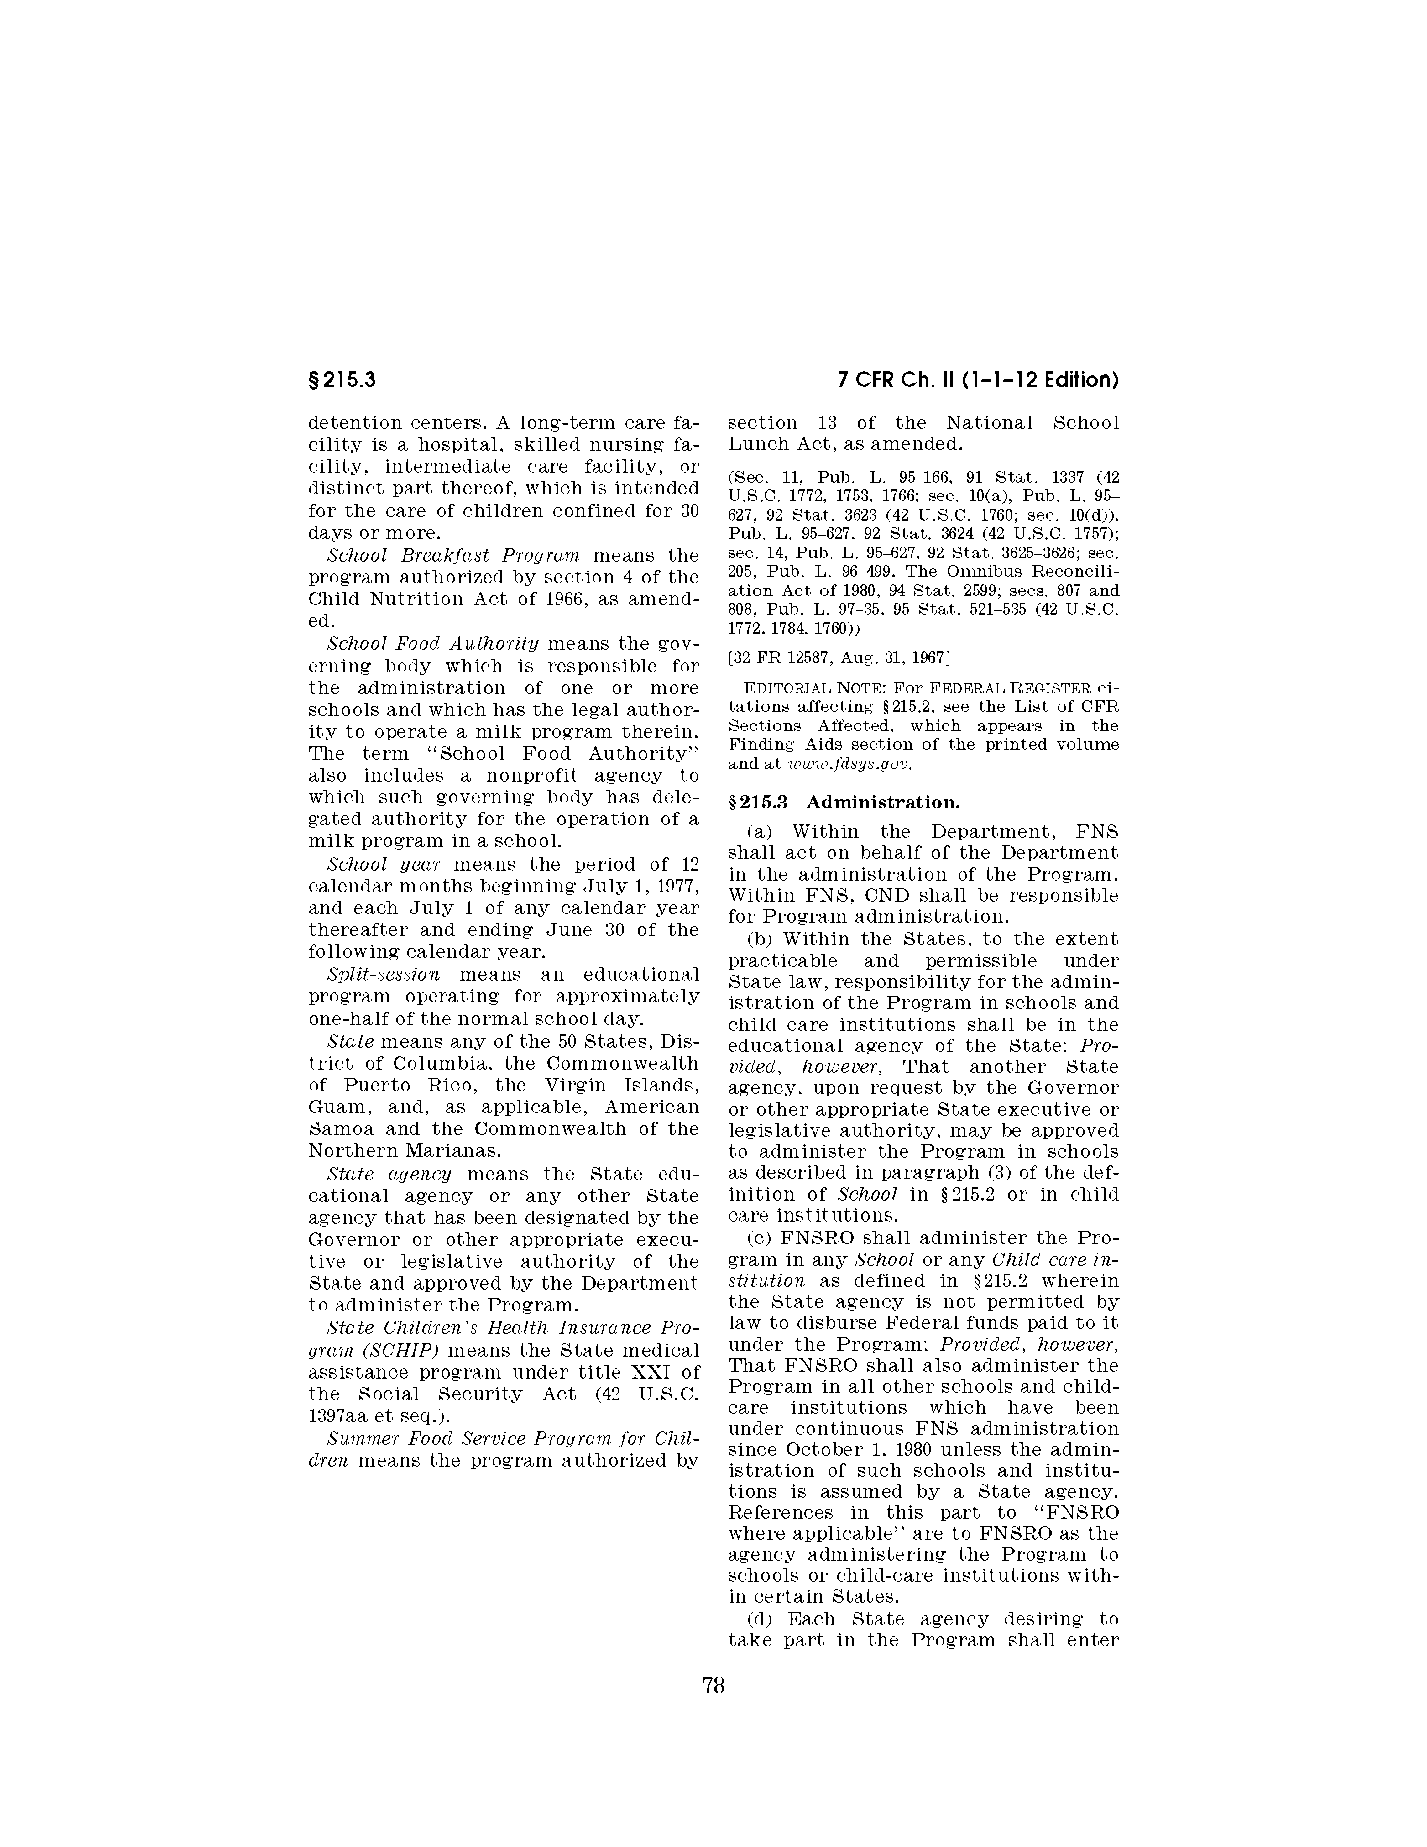 § 215.3
7 CFR Ch. II (1–1–12 Edition)
detention centers. A long-term care fa-
cility is a hospital, skilled nursing fa-
cility, intermediate care facility, or
distinct part thereof, which is intended
for the care of children confined for 30
days or more.
School Breakfast Program means the
program authorized by section 4 of the
Child Nutrition Act of 1966, as amend-
ed.
School Food Authority means the gov-
erning body which is responsible for
the administration of one or more
schools and which has the legal author-
ity to operate a milk program therein.
The term ‘‘School Food Authority’’
also includes a nonprofit agency to
which such governing body has dele-
gated authority for the operation of a
milk program in a school.
School year means the period of 12
calendar months beginning July 1, 1977,
and each July 1 of any calendar year
thereafter and ending June 30 of the
following calendar year.
Split-session means an educational
program operating for approximately
one-half of the normal school day.
State means any of the 50 States, Dis-
trict of Columbia, the Commonwealth
of Puerto Rico, the Virgin Islands,
Guam, and, as applicable, American
Samoa and the Commonwealth of the
Northern Marianas.
State agency means the State edu-
cational agency or any other State
agency that has been designated by the
Governor or other appropriate execu-
tive or legislative authority of the
State and approved by the Department
to administer the Program.
State Children's Health Insurance Pro-
gram (SCHIP) means the State medical
assistance program under title XXI of
the Social Security Act (42 U.S.C.
1397aa et seq.).
Summer Food Service Program for Chil-
dren means the program authorized by
section 13 of the National School
Lunch Act, as amended.
(Sec. 11, Pub. L. 95–166, 91 Stat. 1337 (42
U.S.C. 1772, 1753, 1766; sec. 10(a), Pub. L. 95–
627, 92 Stat. 3623 (42 U.S.C. 1760; sec. 10(d)),
Pub. L. 95–627, 92 Stat. 3624 (42 U.S.C. 1757);
sec. 14, Pub. L. 95–627, 92 Stat. 3625–3626; sec.
205, Pub. L. 96–499, The Omnibus Reconcili-
ation Act of 1980, 94 Stat. 2599; secs. 807 and
808, Pub. L. 97–35, 95 Stat. 521–535 (42 U.S.C.
1772, 1784, 1760))
[32 FR 12587, Aug. 31, 1967]
EDITORIAL NOTE: For FEDERAL REGISTER ci-
tations affecting §215.2, see the List of CFR
Sections Affected, which appears in the
Finding Aids section of the printed volume
and at www.fdsys.gov.
§ 215.3 Administration.
(a) Within the Department, FNS
shall act on behalf of the Department
in the administration of the Program.
Within FNS, CND shall be responsible
for Program administration.
(b) Within the States, to the extent
practicable and permissible under
State law, responsibility for the admin-
istration of the Program in schools and
child care institutions shall be in the
educational agency of the State: Pro-
vided, however, That another State
agency, upon request by the Governor
or other appropriate State executive or
legislative authority, may be approved
to administer the Program in schools
as described in paragraph (3) of the def-
inition of School in §215.2 or in child
care institutions.
(c) FNSRO shall administer the Pro-
gram in any School or any Child care in-
stitution as defined in §215.2 wherein
the State agency is not permitted by
law to disburse Federal funds paid to it
under the Program; Provided, however,
That FNSRO shall also administer the
Program in all other schools and child-
care institutions which have been
under continuous FNS administration
since October 1, 1980 unless the admin-
istration of such schools and institu-
tions is assumed by a State agency.
References in this part to ‘‘FNSRO
where applicable’’ are to FNSRO as the
agency administering the Program to
schools or child-care institutions with-
in certain States.
(d) Each State agency desiring to
take part in the Program shall enter
78